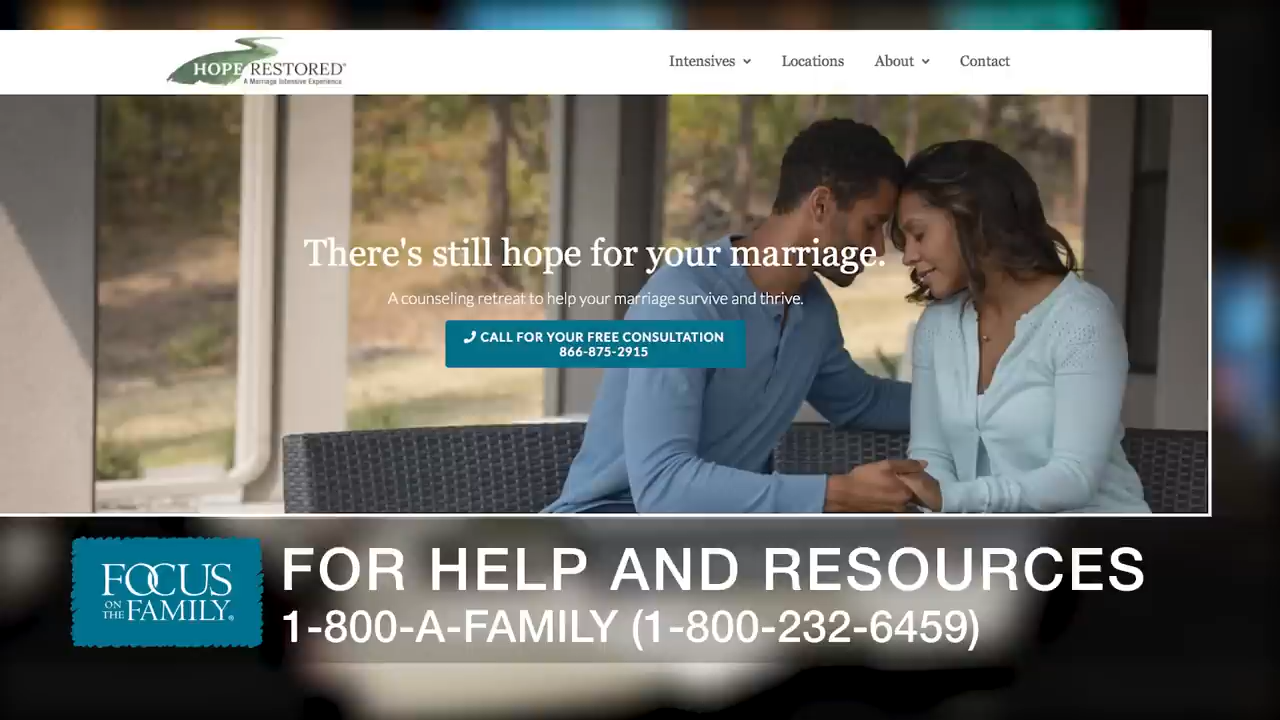 HOPE RESTORED®
A Marriage Intensive Experience
Intensives
Locations
About
Contact
There's still hope for your marriage.
A counseling retreat to help your marriage survive and thrive.
CALL FOR YOUR FREE CONSULTATION
866-875-2915
FOCUS
ON THE FAMILY®
FOR HELP AND RESOURCES
1-800-A-FAMILY (1-800-232-6459)